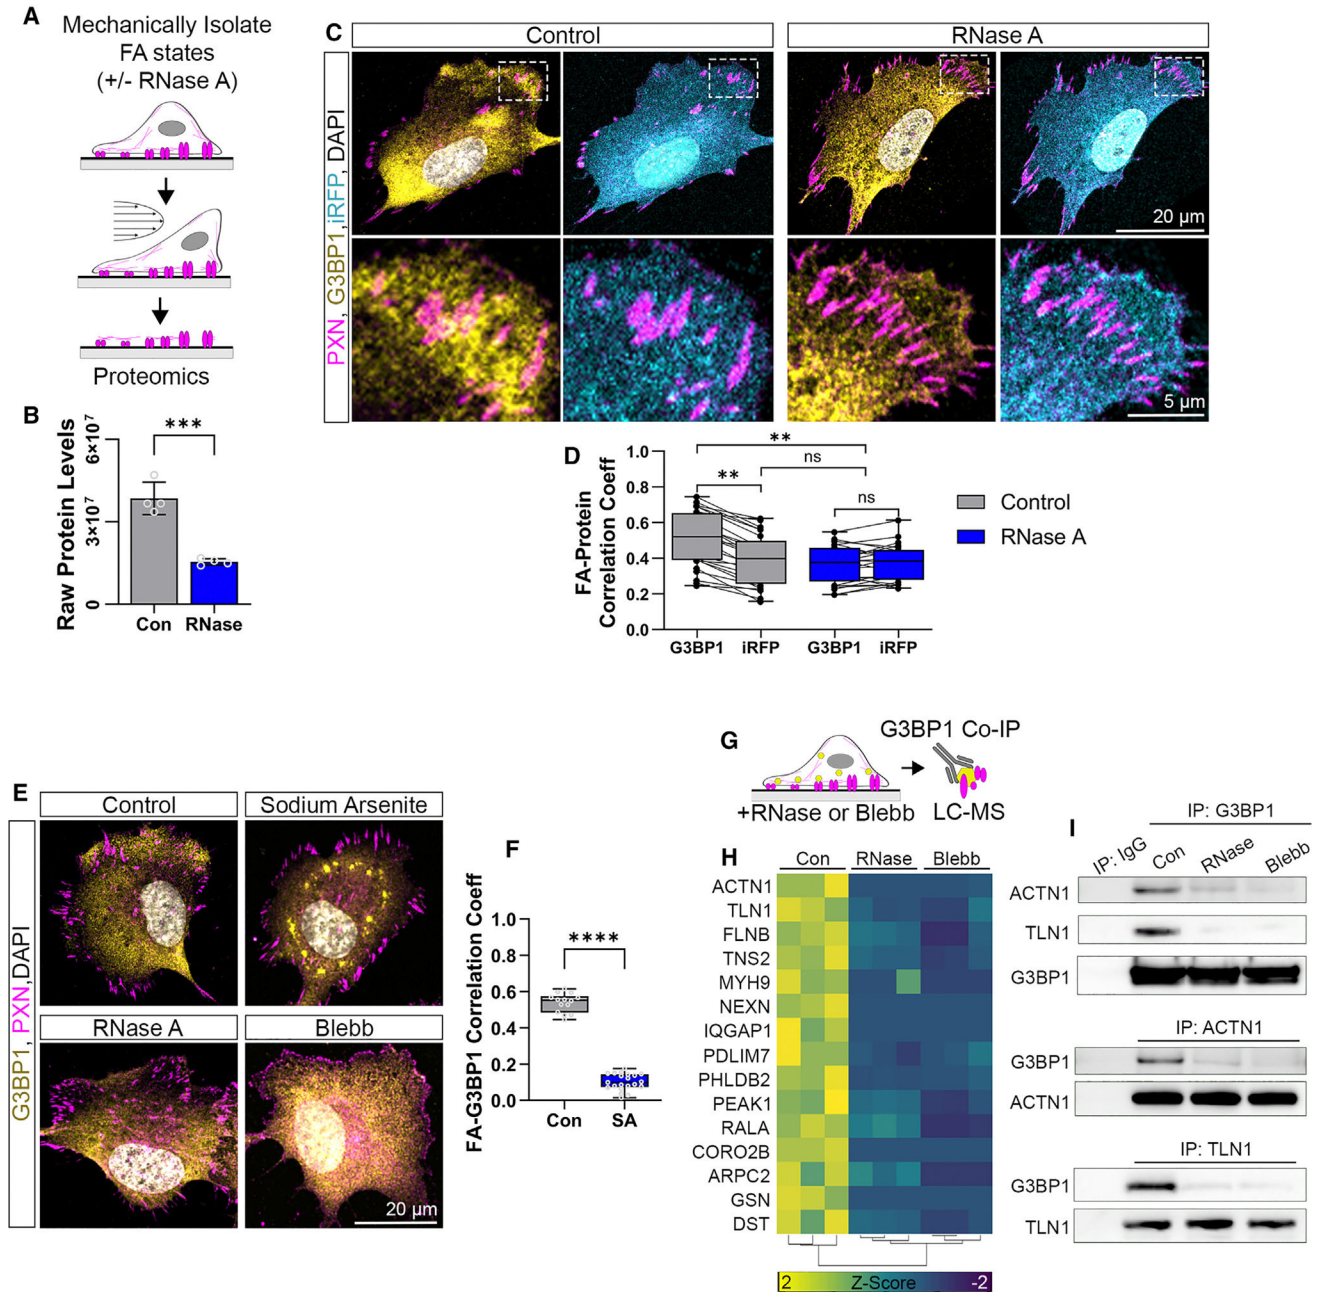 A
Mechanically Isolate
FA states
(+/- RNase A)
Proteomics
B
Raw Protein Levels
6×10⁷
3×10⁷
0
***
Con RNase
C
Control
RNase A
PXN, G3BP1, iRFP, DAPI
20 µm
5 µm
D
FA-Protein
Correlation Coeff
1.0
0.8
0.6
0.4
0.2
0.0
**
ns
**
ns
G3BP1 iRFP G3BP1 iRFP
Control
RNase A
E
Control
Sodium Arsenite
RNase A
Blebb
G3BP1, PXN, DAPI
20 µm
F
FA-G3BP1 Correlation Coeff
1.0
0.8
0.6
0.4
0.2
0.0
****
Con SA
G
G3BP1 Co-IP
+RNase or Blebb
LC-MS
H
Con RNase Blebb
ACTN1
TLN1
FLNB
TNS2
MYH9
NEXN
IQGAP1
PDLIM7
PHLDB2
PEAK1
RALA
CORO2B
ARPC2
GSN
DST
2 Z-Score -2
I
IP: G3BP1
IP: IgG Con RNase Blebb
ACTN1
TLN1
G3BP1
IP: ACTN1
G3BP1
ACTN1
IP: TLN1
G3BP1
TLN1